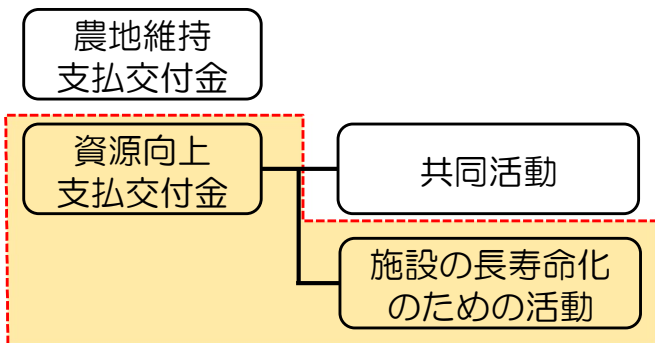 農地維持
支払交付金
資源向上
支払交付金
共同活動
施設の長寿命化
のための活動